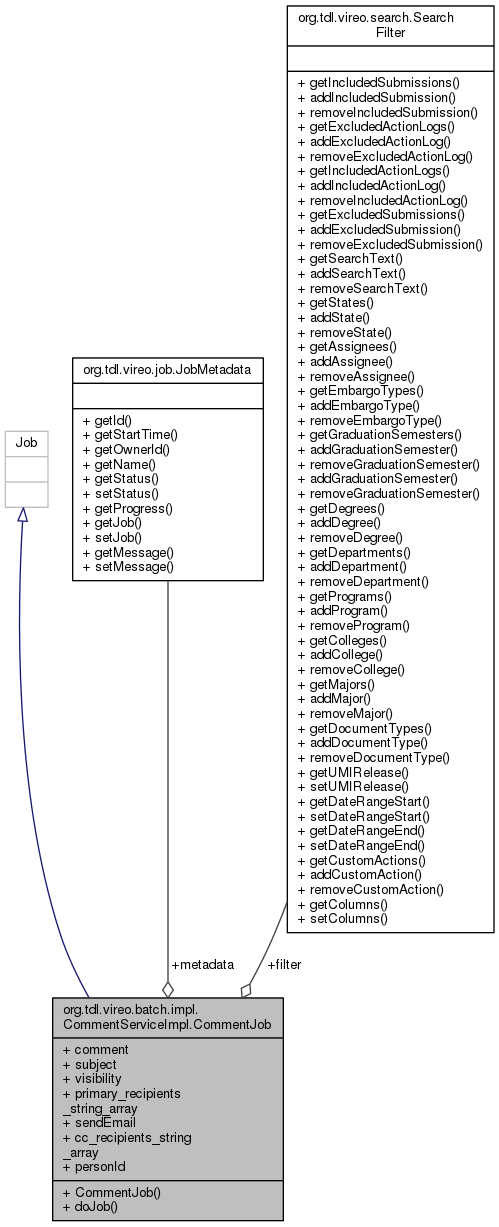 org.tdl.vireo.search.Search
Filter
+ getIncludedSubmissions()
+ addIncludedSubmission()
+ removeIncludedSubmission()
+ getExcludedActionLogs()
+ addExcludedActionLog()
+ removeExcludedActionLog()
+ getIncludedActionLogs()
+ addIncludedActionLog()
+ removeIncludedActionLog()
+ getExcludedSubmissions()
+ addExcludedSubmission()
+ removeExcludedSubmission()
+ getSearchText()
+ addSearchText()
+ removeSearchText()
+ getStates()
+ addState()
+ removeState()
+ getAssignees()
+ addAssignee()
+ removeAssignee()
+ getEmbargoTypes()
+ addEmbargoType()
+ removeEmbargoType()
+ getGraduationSemesters()
+ addGraduationSemester()
+ removeGraduationSemester()
+ addGraduationSemester()
+ removeGraduationSemester()
+ getDegrees()
+ addDegree()
+ removeDegree()
+ getDepartments()
+ addDepartment()
+ removeDepartment()
+ getPrograms()
+ addProgram()
+ removeProgram()
+ getColleges()
+ addCollege()
+ removeCollege()
+ getMajors()
+ addMajor()
+ removeMajor()
+ getDocumentTypes()
+ addDocumentType()
+ removeDocumentType()
+ getUMIRelease()
+ setUMIRelease()
+ getDateRangeStart()
+ setDateRangeStart()
+ getDateRangeEnd()
+ setDateRangeEnd()
+ getCustomActions()
+ addCustomAction()
+ removeCustomAction()
+ getColumns()
+ setColumns()
org.tdl.vireo.job.JobMetadata
+ getId()
+ getStartTime()
+ getOwnerId()
+ getName()
+ getStatus()
+ setStatus()
+ getProgress()
+ getJob()
+ setJob()
+ getMessage()
+ setMessage()
Job
+metadata
+filter
org.tdl.vireo.batch.impl.
CommentServiceImpl.CommentJob
+ comment
+ subject
+ visibility
+ primary_recipients
_string_array
+ sendEmail
+ cc_recipients_string
_array
+ personId
+ CommentJob()
+ doJob()